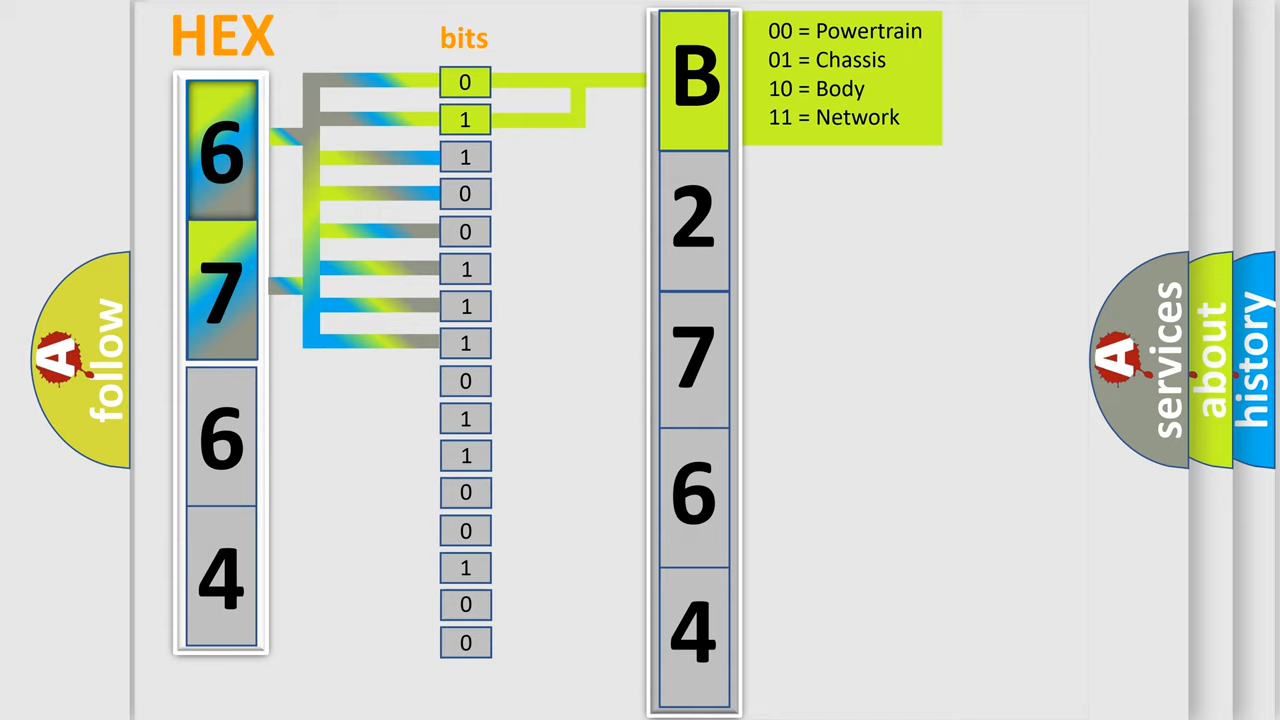 HEX
bits
6
7
6
4
0
1
1
0
0
1
1
1
0
1
1
0
0
1
0
0
B
2
7
6
4
00 = Powertrain
01 = Chassis
10 = Body
11 = Network
A
follow
A
services
about
history